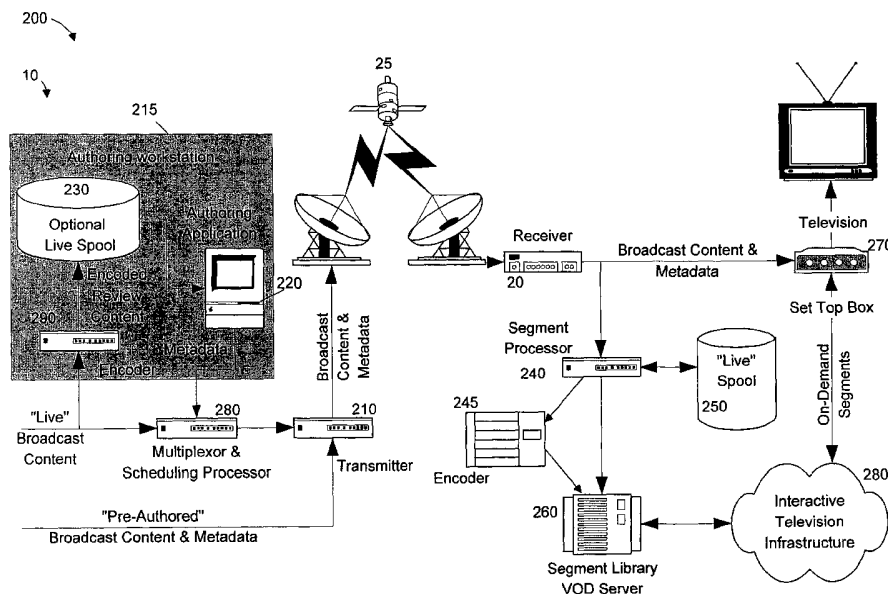 200
10
215
25
Authoring workstation
230
Optional
Live Spool
Authoring
Application
220
Encoded
Review
Content
290
Encoder
Metadata
"Live"
Broadcast
Content
280
Multiplexor &
Scheduling Processor
210
Transmitter
Broadcast
Content &
Metadata
"Pre-Authored"
Broadcast Content & Metadata
Receiver
20
Broadcast Content &
Metadata
Television
270
Set Top Box
Segment
Processor
240
"Live"
Spool
250
245
Encoder
260
Segment Library
VOD Server
On-Demand
Segments
280
Interactive
Television
Infrastructure